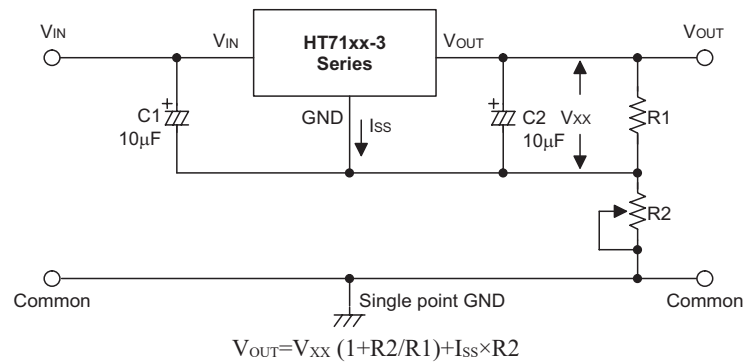 VIN
VIN
HT71xx-3
Series
VOUT
VOUT
C1
10μF
GND
ISS
C2
10μF
VXX
R1
R2
Common
Single point GND
Common
VOUT=VXX (1+R2/R1)+ISS×R2